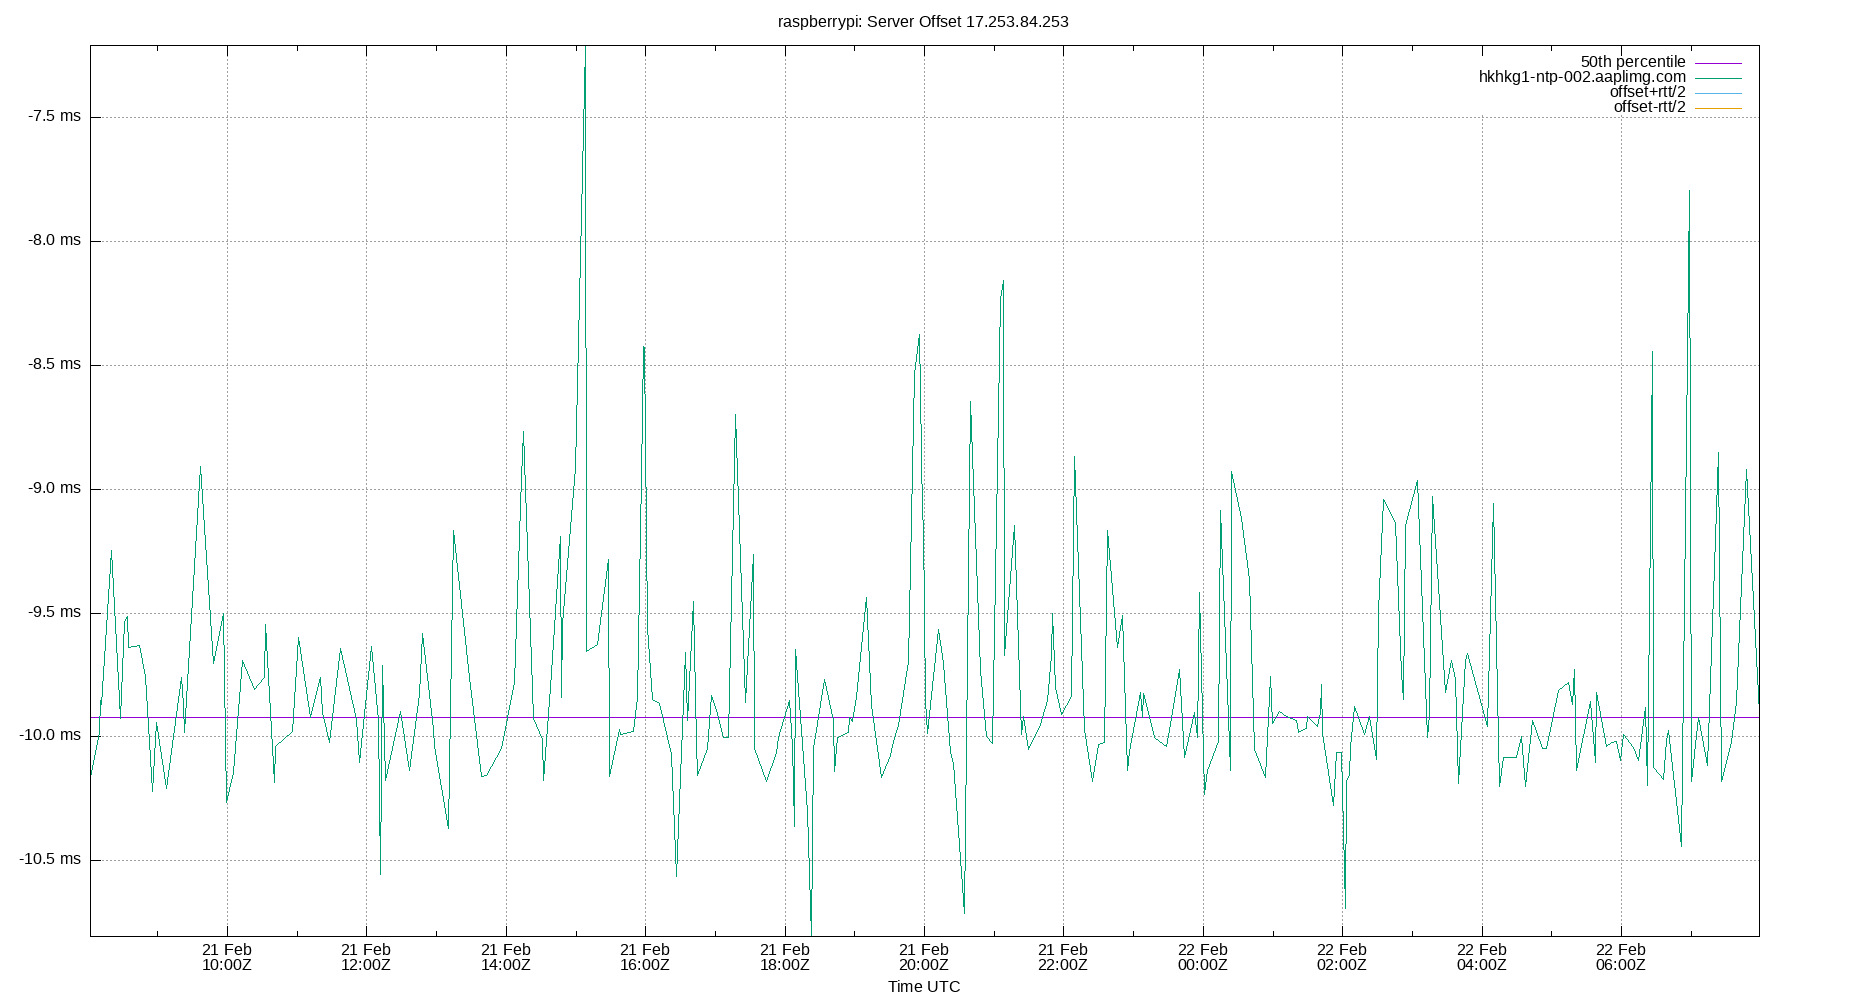 raspberrypi: Server Offset 17.253.84.253
50th percentile
hkhkg1-ntp-002.aaplimg.com
offset+rtt/2
offset-rtt/2
-7.5 ms
-8.0 ms
-8.5 ms
-9.0 ms
-9.5 ms
-10.0 ms
-10.5 ms
21 Feb 21 Feb 21 Feb 21 Feb 21 Feb 21 Feb 21 Feb 22 Feb 22 Feb 22 Feb 22 Feb
10:00Z 12:00Z 14:00Z 16:00Z 18:00Z 20:00Z 22:00Z 00:00Z 02:00Z 04:00Z 06:00Z
Time UTC